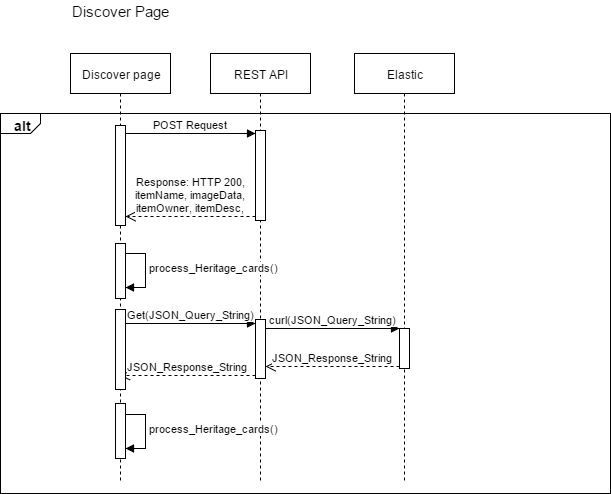 Discover Page
Discover page
REST API
Elastic
alt
POST Request
Response: HTTP 200,
itemName, imageData,
itemOwner, itemDesc,
process_Heritage_cards()
Get(JSON_Query_String)
curl(JSON_Query_String)
JSON_Response_String
JSON_Response_String
process_Heritage_cards()